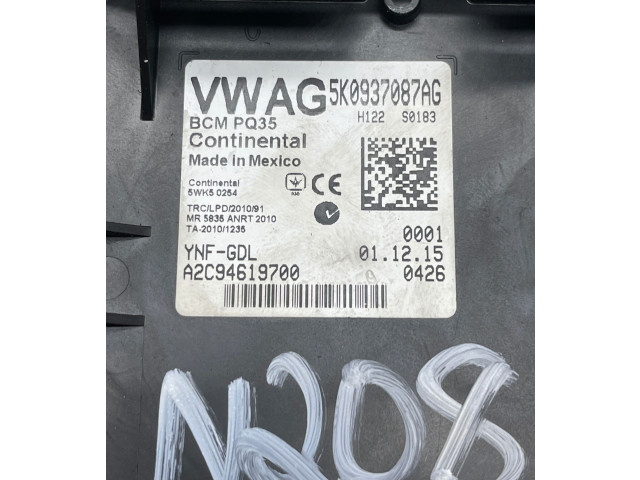 VWAG 5K0937087AG
BCM PQ35 H122 S0183
Continental
Made in Mexico
Continental
5WK5 0254
TRC/LPD/2010/91
MR 5835 ANRT 2010
TA-2010/1235
0001
YNF-GDL 01.12.15
A2C94619700 0426
N208